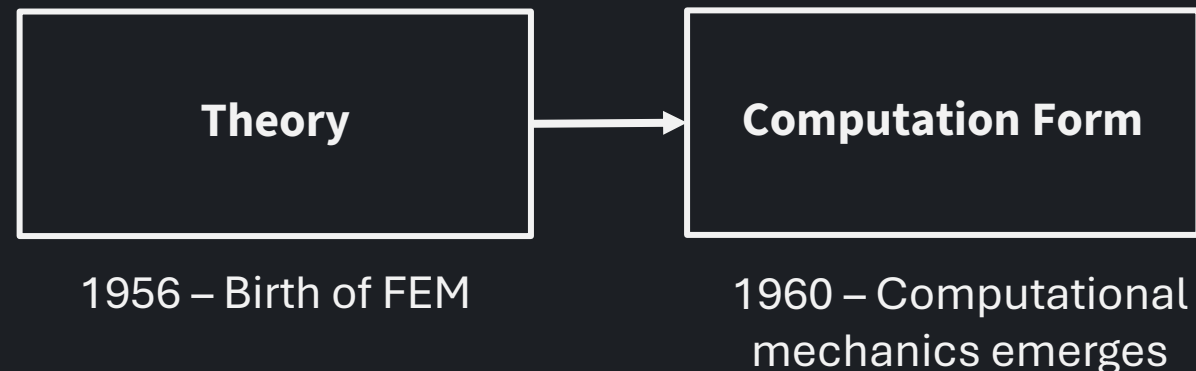 Theory
Computation Form
1956 – Birth of FEM
1960 – Computational
mechanics emerges